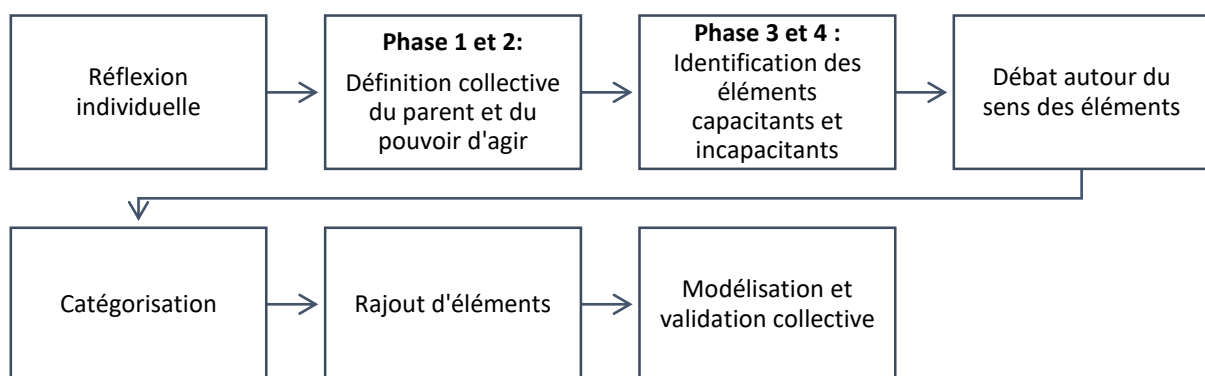 Réflexion
individuelle
Phase 1 et 2:
Définition collective
du parent et du
pouvoir d'agir
Phase 3 et 4 :
Identification des
éléments
capacitants et
incapacitants
Débat autour du
sens des éléments
Catégorisation
Rajout d'éléments
Modélisation et
validation collective